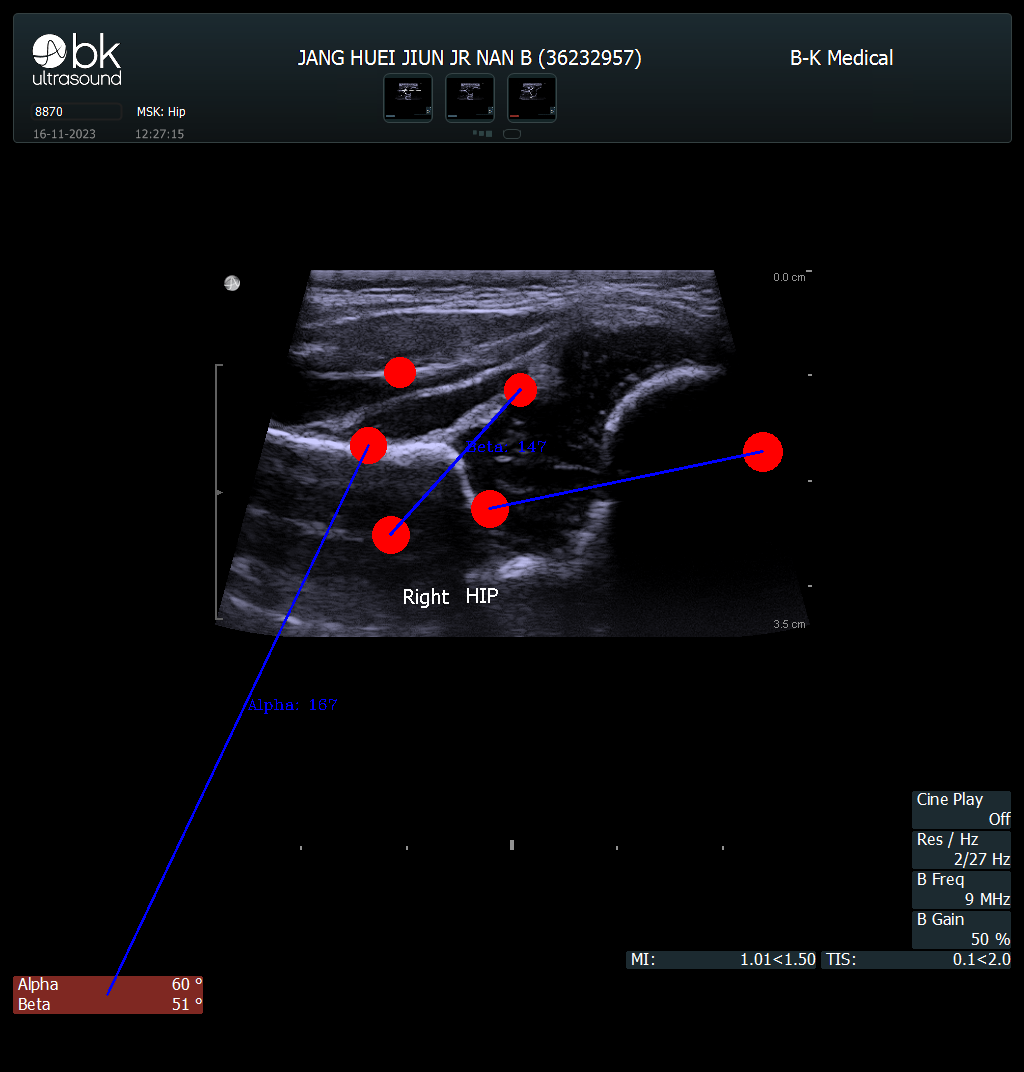 bk
ultrasound
JANG HUEI JIUN JR NAN B (36232957)
B-K Medical
8870
MSK: Hip
16-11-2023
12:27:15
0.0 cm
Beta: 147
Right HIP
3.5 cm
Alpha: 167
Cine Play
Off
Res / Hz
2/27 Hz
B Freq
9 MHz
B Gain
50 %
MI: 1.01<1.50
TIS: 0.1<2.0
Alpha 60 º
Beta 51 º